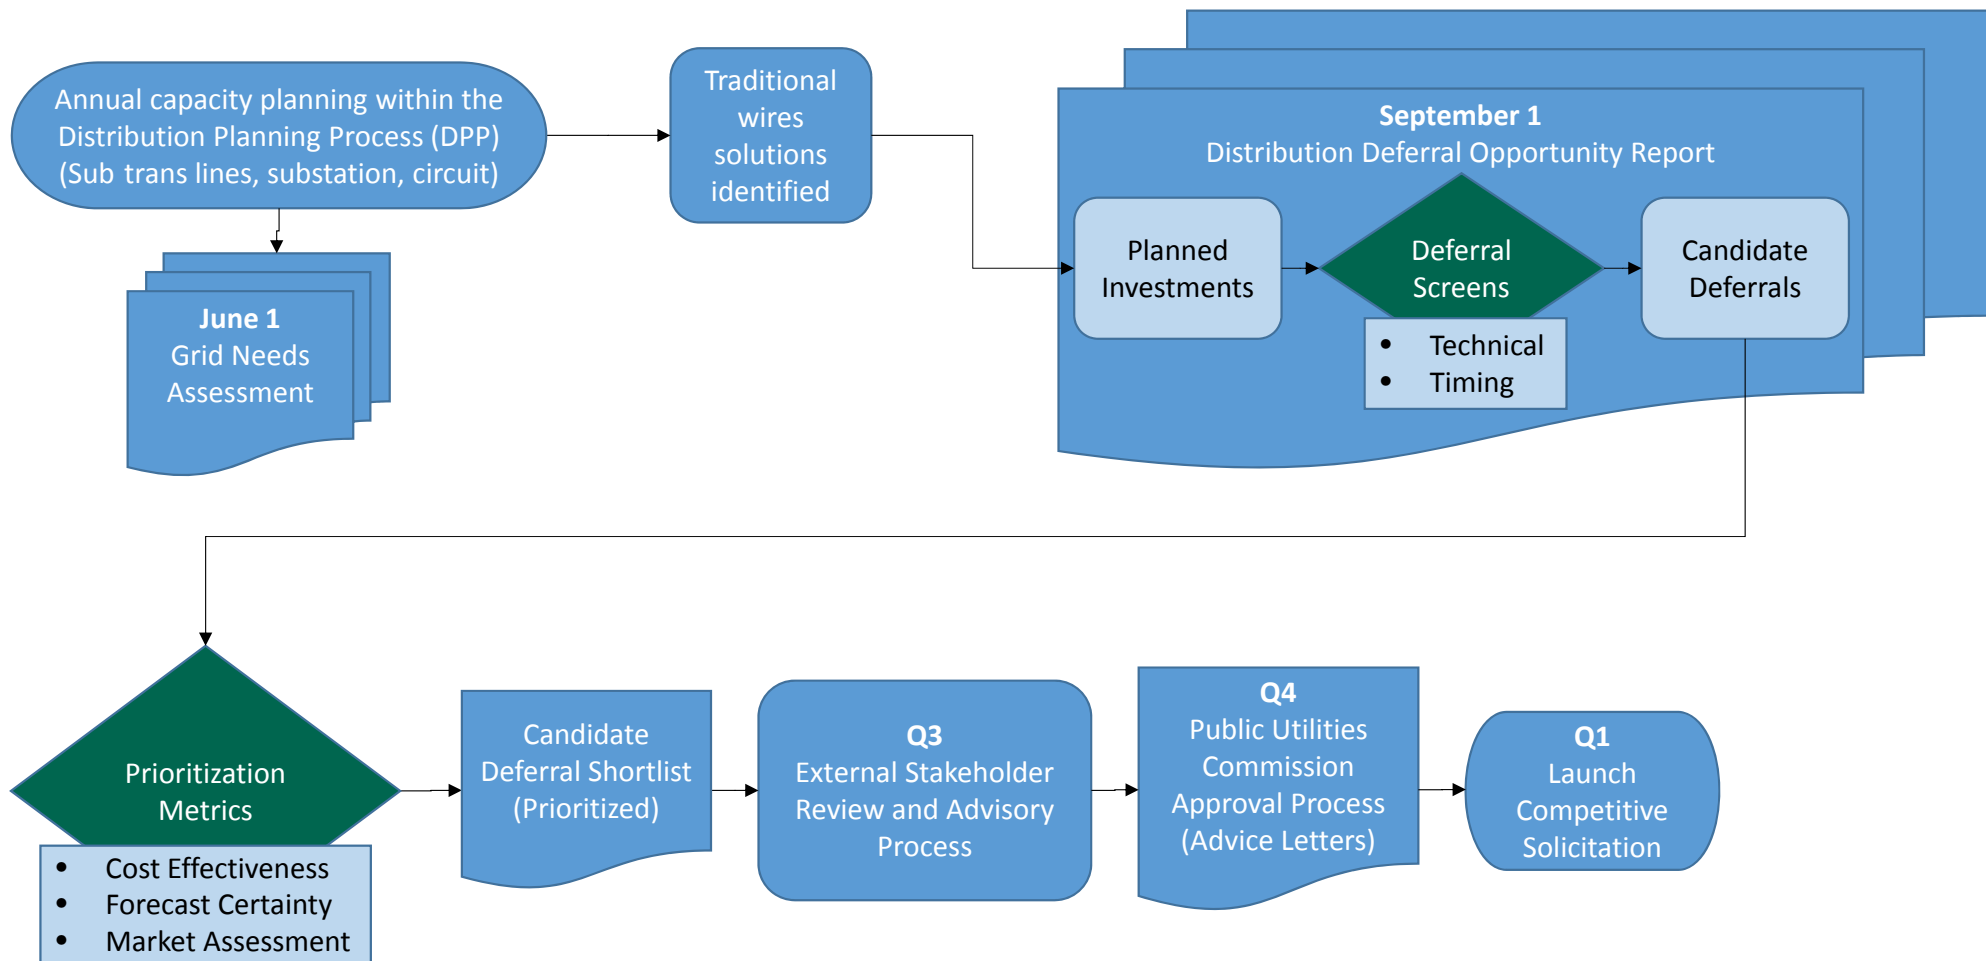 Annual capacity planning within the
Distribution Planning Process (DPP)
(Sub trans lines, substation, circuit)
Traditional
wires
solutions
identified
September 1
Distribution Deferral Opportunity Report
Planned
Investments
Deferral
Screens
• Technical
• Timing
Candidate
Deferrals
June 1
Grid Needs
Assessment
Prioritization
Metrics
• Cost Effectiveness
• Forecast Certainty
• Market Assessment
Candidate
Deferral Shortlist
(Prioritized)
Q3
External Stakeholder
Review and Advisory
Process
Q4
Public Utilities
Commission
Approval Process
(Advice Letters)
Q1
Launch
Competitive
Solicitation